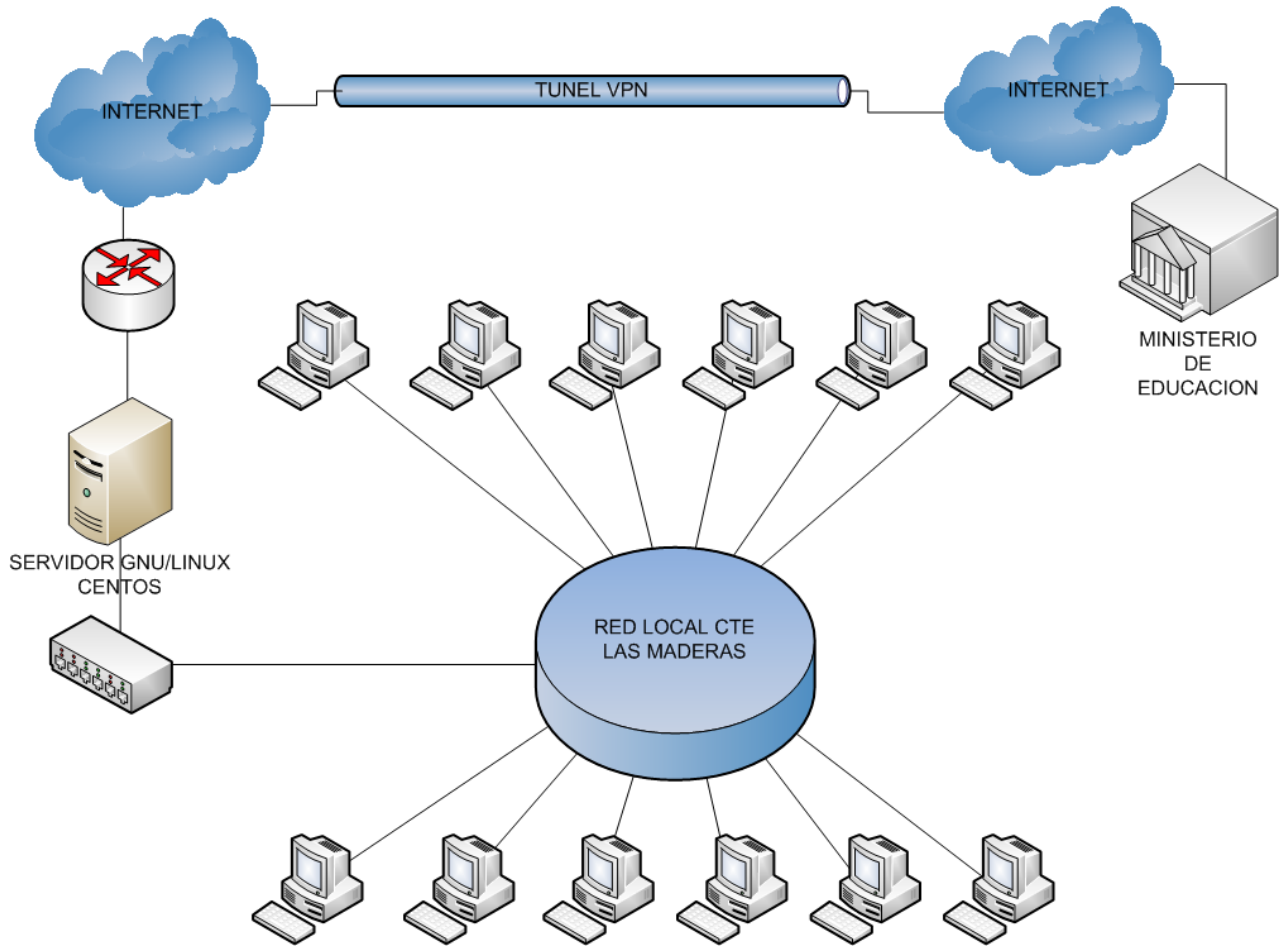 INTERNET
TUNEL VPN
INTERNET
MINISTERIO
DE
EDUCACION
SERVIDOR GNU/LINUX
CENTOS
RED LOCAL CTE
LAS MADERAS